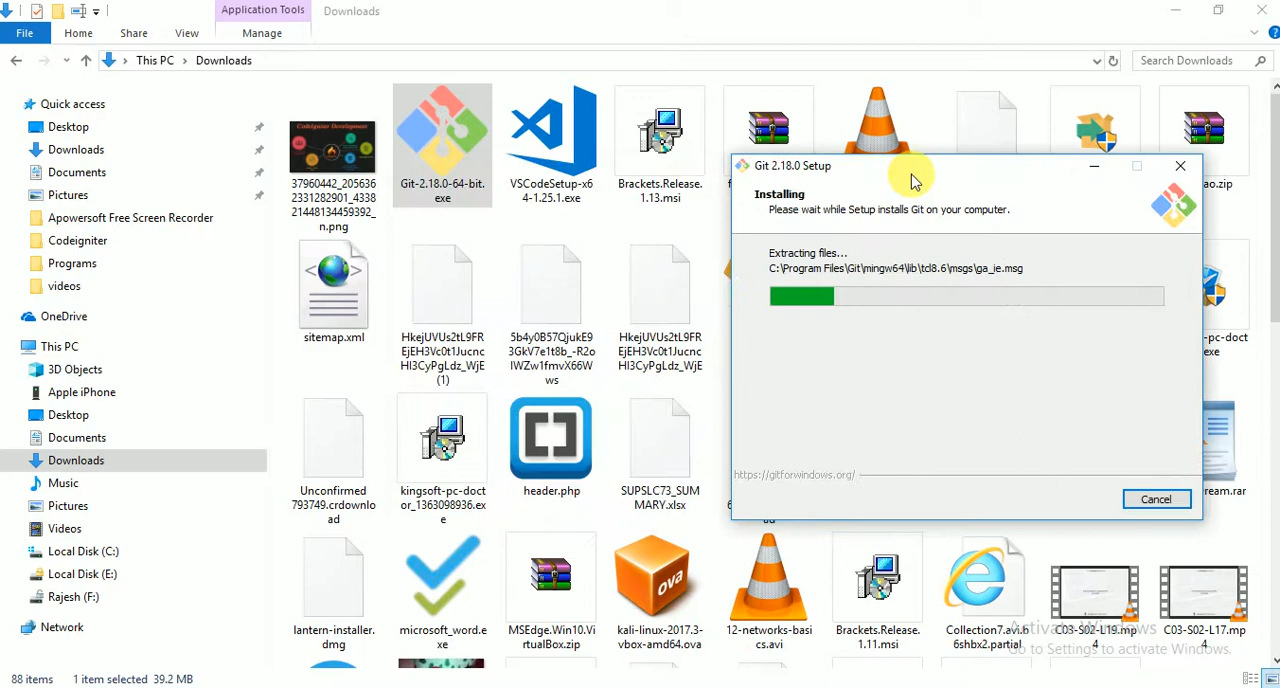 Application Tools
Downloads
File
Home
Share
View
Manage
This PC
Downloads
Search Downloads
Quick access
Desktop
Downloads
Documents
Pictures
Apowersoft Free Screen Recorder
Codeigniter
Programs
videos
OneDrive
This PC
3D Objects
Apple iPhone
Desktop
Documents
Downloads
Music
Pictures
Videos
Local Disk (C:)
Local Disk (E:)
Rajesh (F:)
Network
37960442_205636
2331282901_4338
21448134459392_
n.png
Git-2.18.0-64-bit.
exe
VSCodeSetup-x6
4-1.25.1.exe
Brackets.Release.
1.13.msi
ao.zip
sitemap.xml
HkejUVUs2tL9FR
EjEH3Vc0t1Jucnc
HI3CyPgLdz_WjE
(1)
5b4y0B57QjukE9
3GkV7e1t8b_-R2o
IWZw1fmvX66W
ws
HkejUVUs2tL9FR
EjEH3Vc0t1Jucnc
HI3CyPgLdz_WjE
-pc-doct
exe
Unconfirmed
793749.crdownlo
ad
kingsoft-pc-doct
or_1363098936.ex
e
header.php
SUPSLC73_SUM
MARY.xlsx
ad
ream.rar
lantern-installer.
dmg
microsoft_word.e
xe
MSEdge.Win10.Vi
rtualBox.zip
ova
kali-linux-2017.3-
vbox-amd64.ova
12-networks-basi
cs.avi
Brackets.Release.
1.11.msi
Collection7.avi.6
6shbx2.partial
C03-S02-L19.mp
4
C03-S02-L17.mp
4
Git 2.18.0 Setup
Installing
Please wait while Setup installs Git on your computer.
Extracting files...
C:\Program Files\Git\mingw64\lib\tcl8.6\msgs\ga_ie.msg
https://gitforwindows.org/
Cancel
Activate Windows
Go to Settings to activate Windows.
88 items
1 item selected
39.2 MB